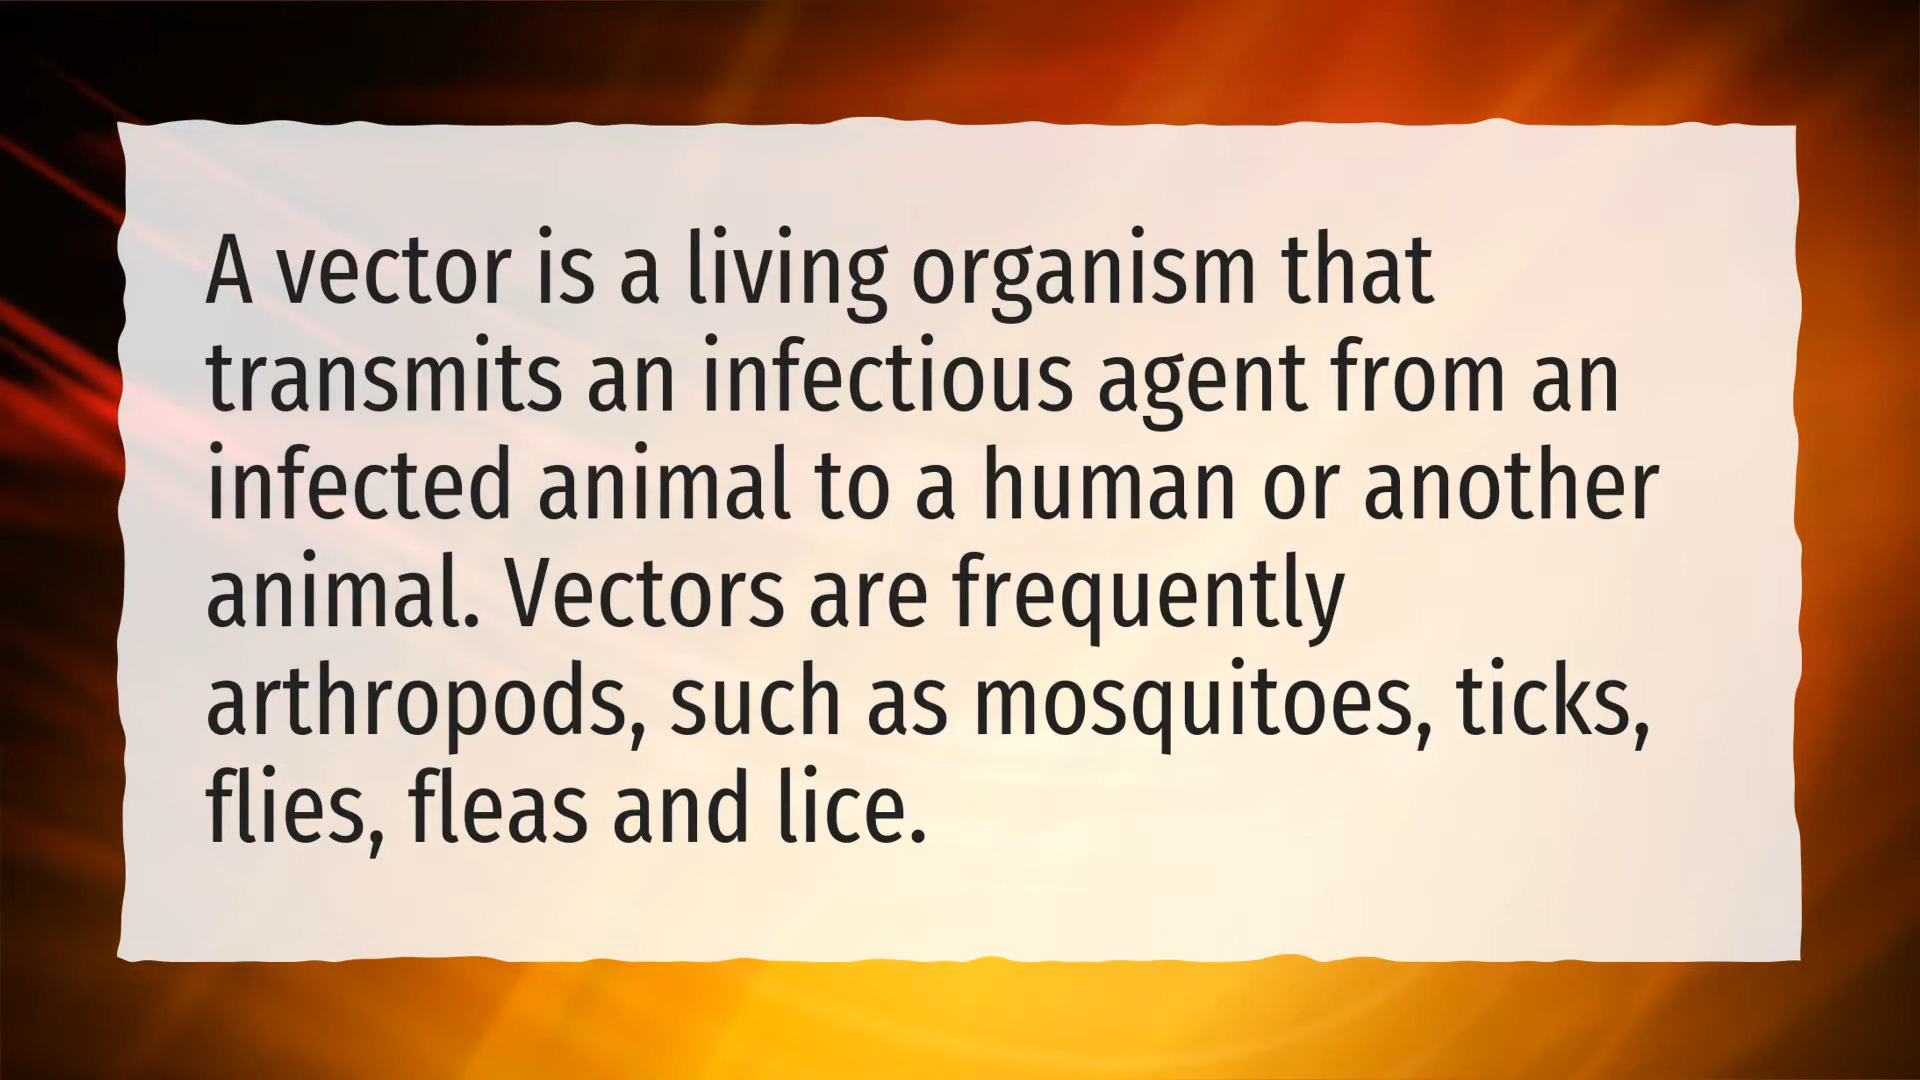 A vector is a living organism that
transmits an infectious agent from an
infected animal to a human or another
animal. Vectors are frequently
arthropods, such as mosquitoes, ticks,
flies, fleas and lice.